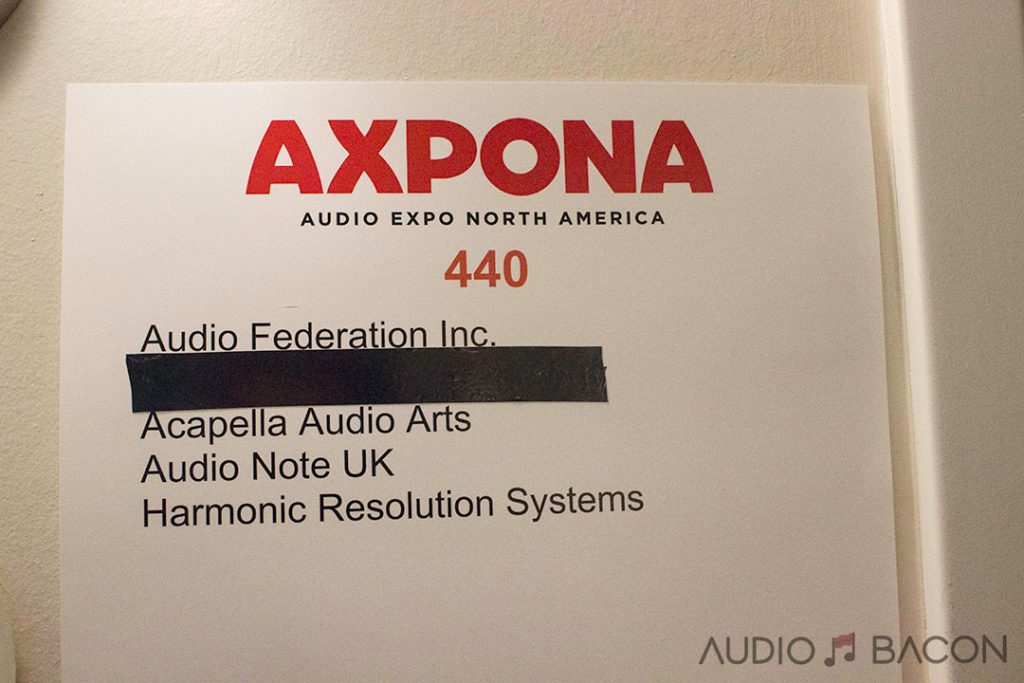 AXPONA
AUDIO EXPO NORTH AMERICA
440
Audio Federation Inc.
Acapella Audio Arts
Audio Note UK
Harmonic Resolution Systems
AUDIO BACON